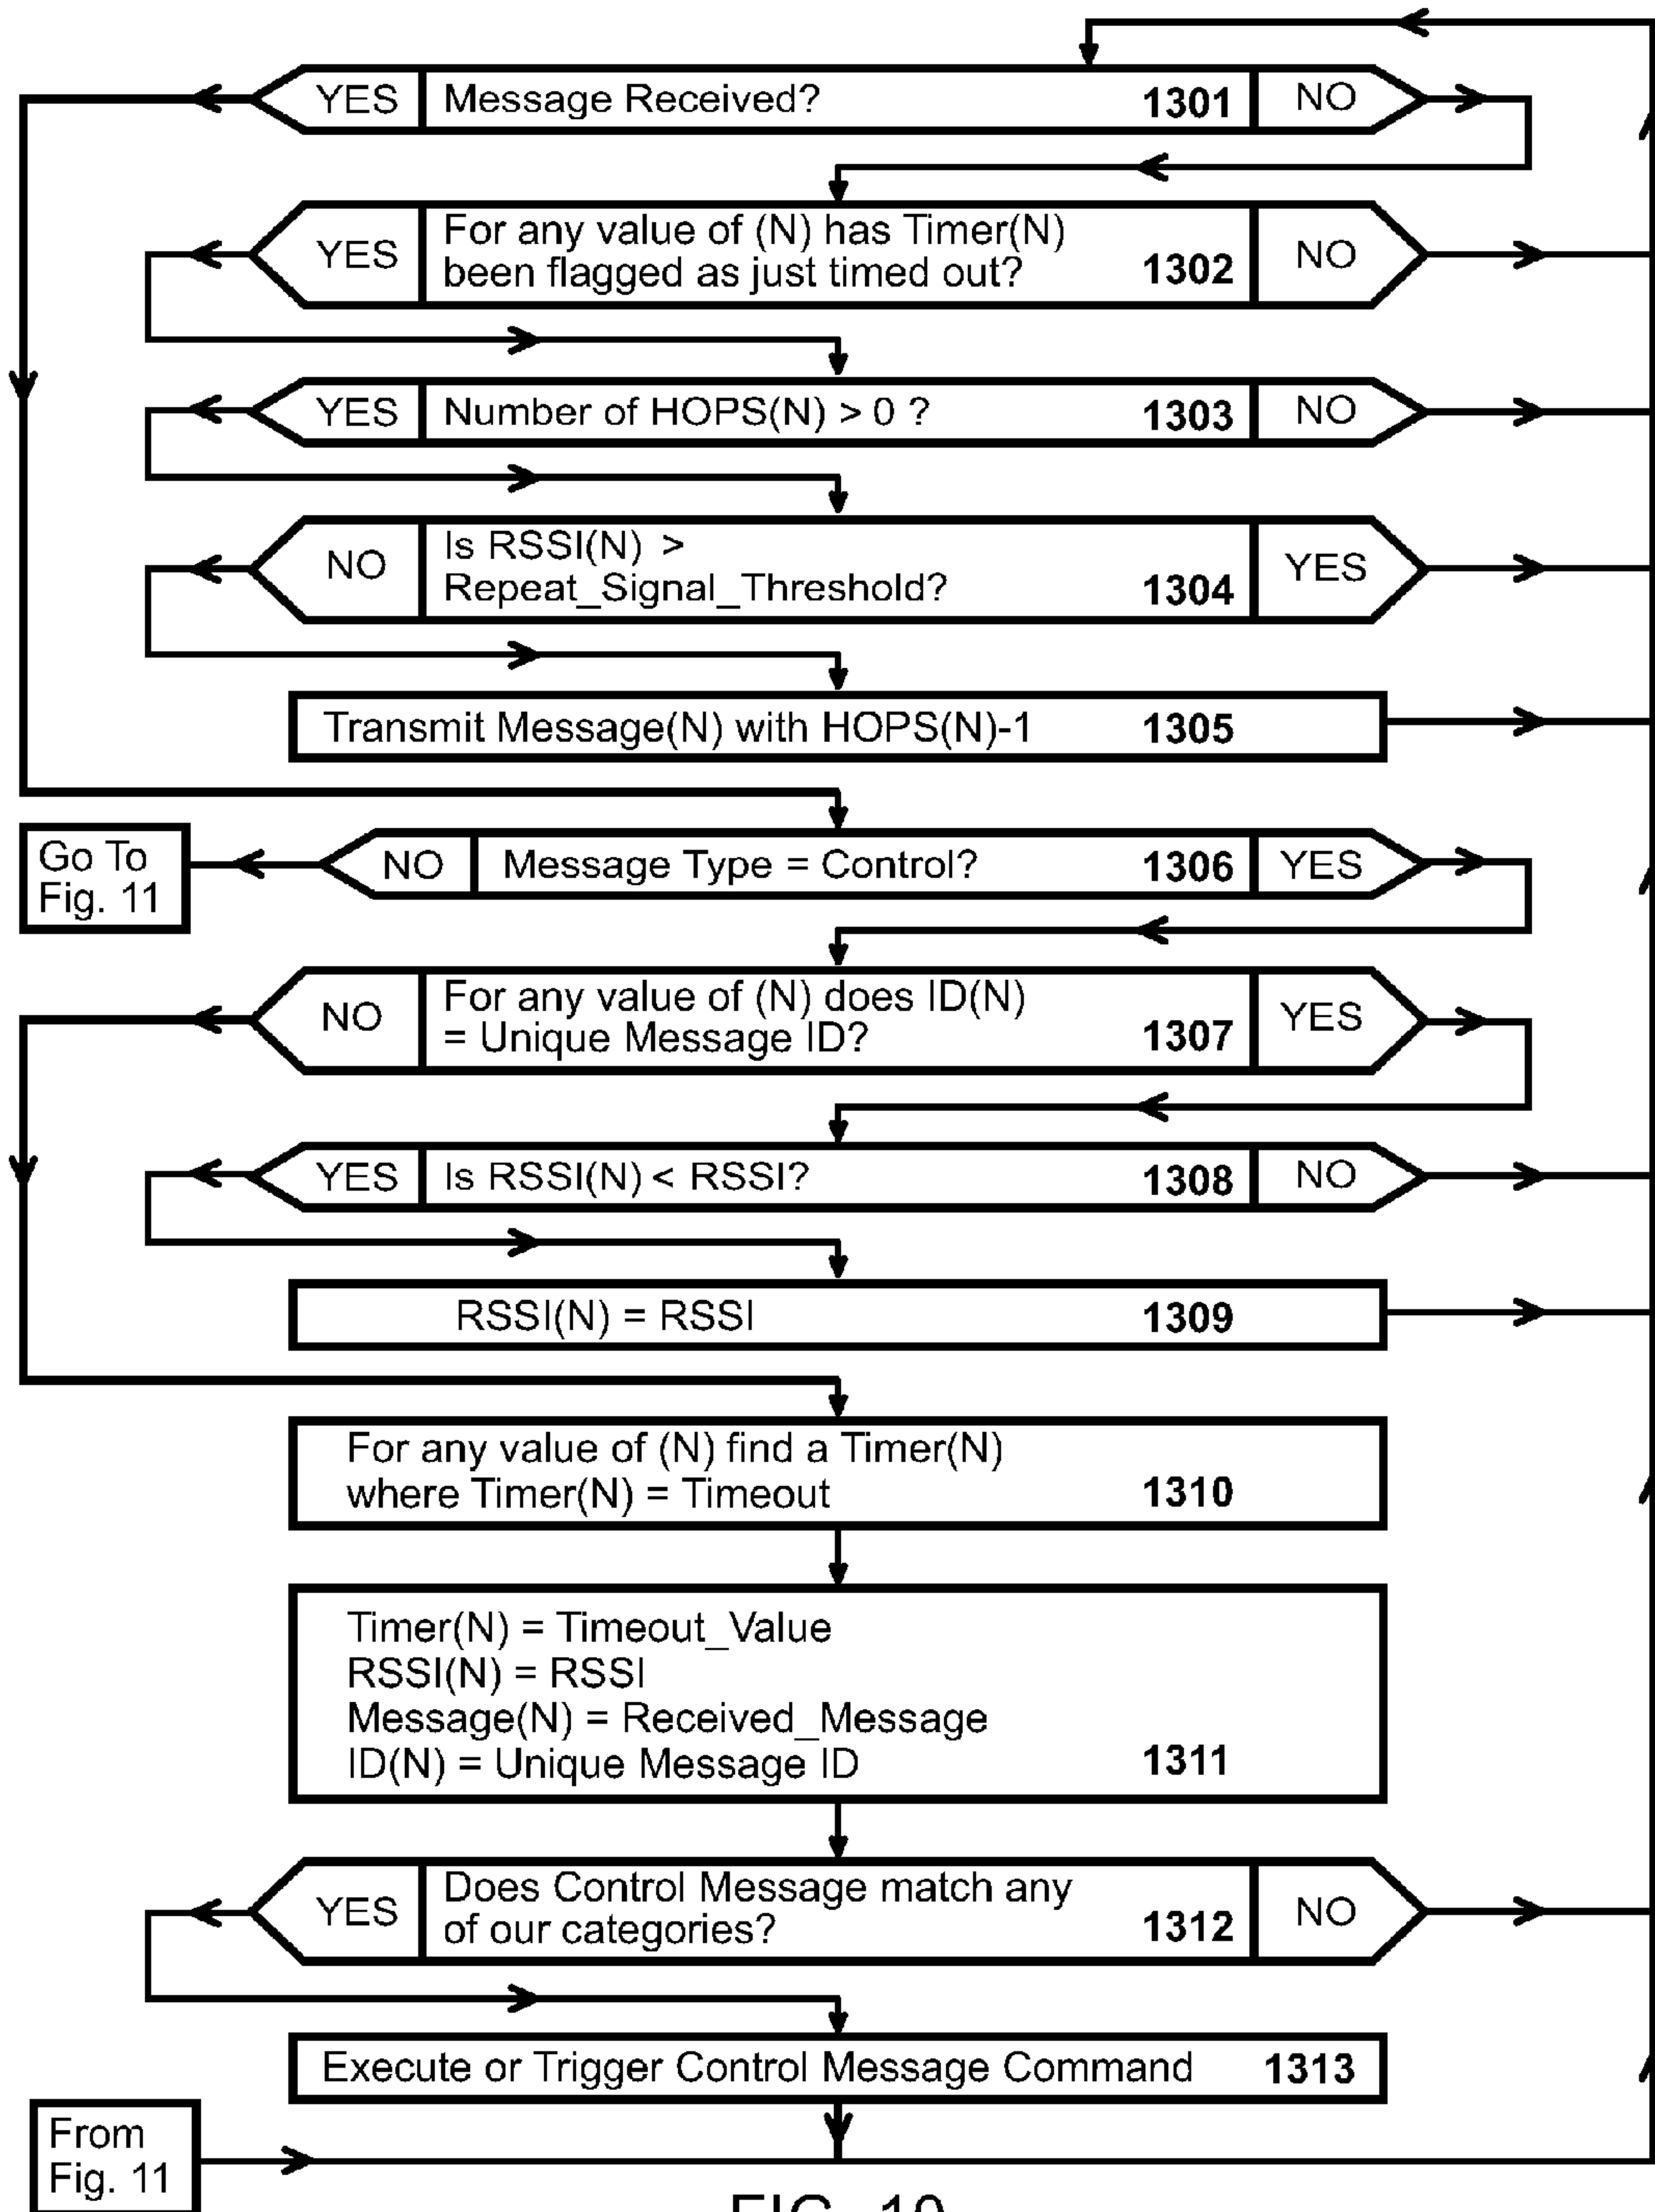 YES Message Received? 1301 NO
For any value of (N) has Timer(N)
YES been flagged as just timed out? 1302 NO
YES Number of HOPS(N) > 0 ? 1303 NO
Is RSSI(N) >
NO Repeat_Signal_Threshold? 1304 YES
Transmit Message(N) with HOPS(N)-1 1305
Go To
Fig. 11
NO Message Type = Control? 1306 YES
For any value of (N) does ID(N)
NO = Unique Message ID? 1307 YES
YES Is RSSI(N) < RSSI? 1308 NO
RSSI(N) = RSSI 1309
For any value of (N) find a Timer(N)
where Timer(N) = Timeout 1310
Timer(N) = Timeout_Value
RSSI(N) = RSSI
Message(N) = Received_Message
ID(N) = Unique Message ID 1311
Does Control Message match any
YES of our categories? 1312 NO
Execute or Trigger Control Message Command 1313
From
Fig. 11
FIG. 10